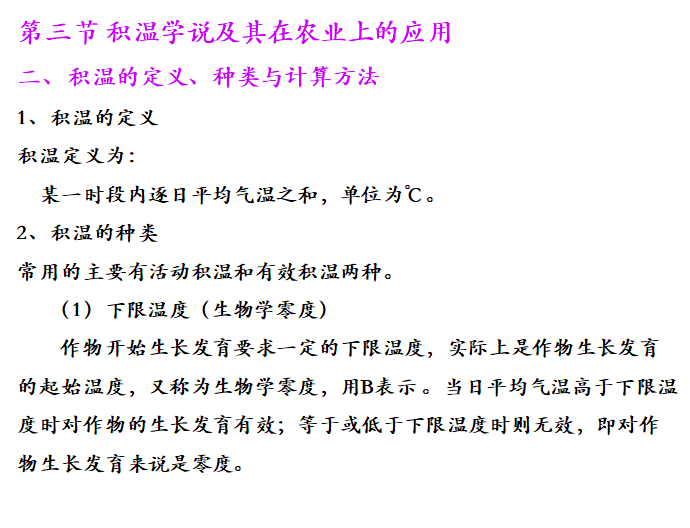 第三节 积温学说及其在农业上的应用
二、积温的定义、种类与计算方法
1、积温的定义
积温定义为：
某一时段内逐日平均气温之和，单位为℃。
2、积温的种类
常用的主要有活动积温和有效积温两种。
（1）下限温度（生物学零度）
作物开始生长发育要求一定的下限温度，实际上是作物生长发育
的起始温度，又称为生物学零度，用B表示。当日平均气温高于下限温
度时对作物的生长发育有效；等于或低于下限温度时则无效，即对作
物生长发育来说是零度。